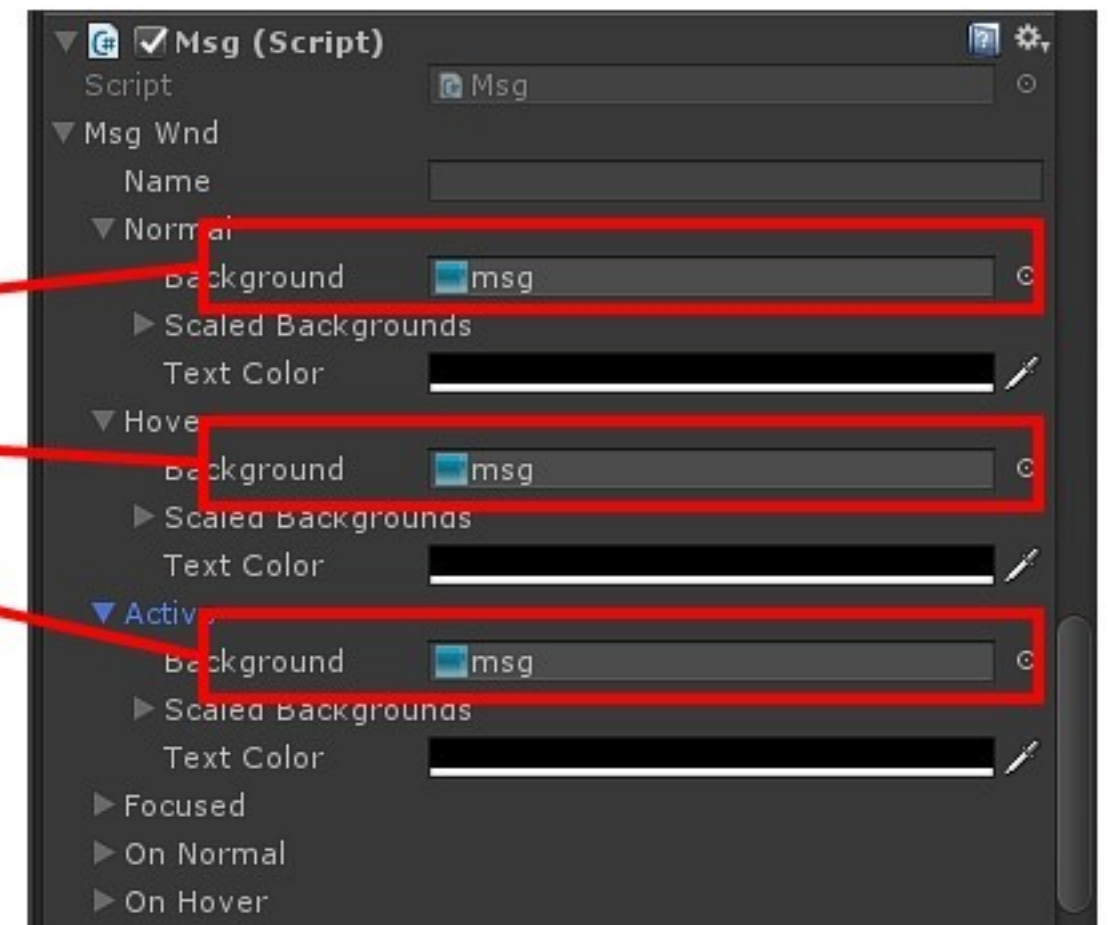 Msg (Script)
Script Msg
Msg Wnd
Name
Normal
Background msg
Scaled Backgrounds
Text Color
Hove
Background msg
Scaled Backgrounds
Text Color
Active
Background msg
Scaled Backgrounds
Text Color
Focused
On Normal
On Hover